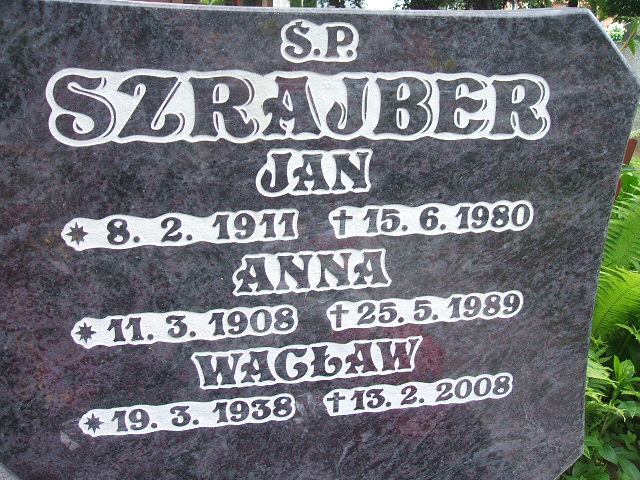 Ś.P.
SZRAJBER
JAN
* 8. 2. 1911 † 15. 6. 1980
ANNA
* 11. 3. 1908 † 25. 5. 1989
WACŁAW
* 19. 3. 1938 † 13. 2. 2008